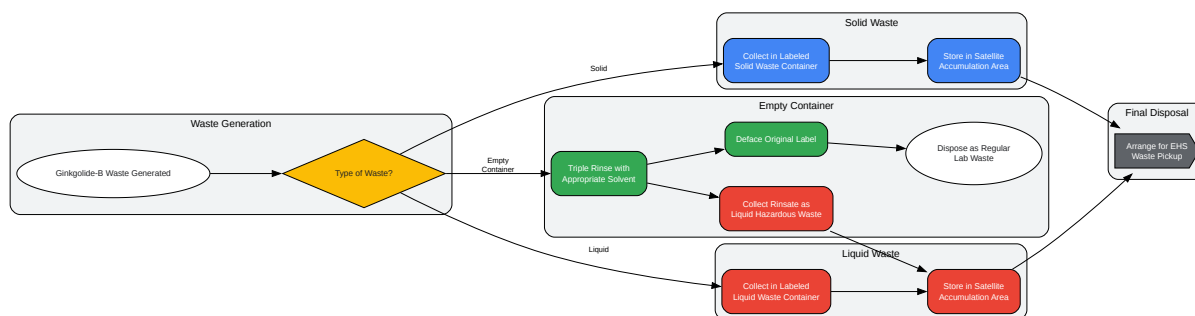 Waste Generation
Ginkgolide-B Waste Generated
Type of Waste?
Solid
Empty
Container
Liquid
Solid Waste
Collect in Labeled
Solid Waste Container
Store in Satellite
Accumulation Area
Empty Container
Triple Rinse with
Appropriate Solvent
Deface Original Label
Dispose as Regular
Lab Waste
Collect Rinsate as
Liquid Hazardous Waste
Liquid Waste
Collect in Labeled
Liquid Waste Container
Store in Satellite
Accumulation Area
Final Disposal
Arrange for EHS
Waste Pickup